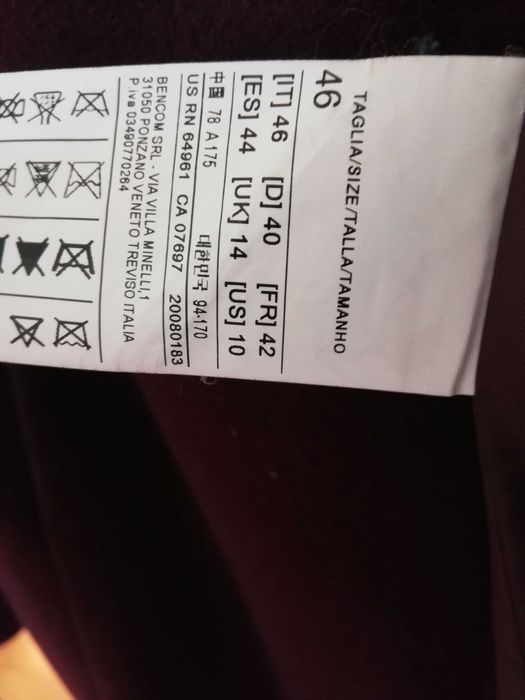 TAGLIA/SIZE/TALLA/TAMANHO
46
[IT] 46 [D] 40 [FR] 42
[ES] 44 [UK] 14 [US] 10
中国 78 A 175 대한민국 94-170
US RN 64961 CA 07697 20080183
BENCOM SRL - VIA VILLA MINELLI,1
31050 PONZANO VENETO TREVISO ITALIA
P.iva 03490770264